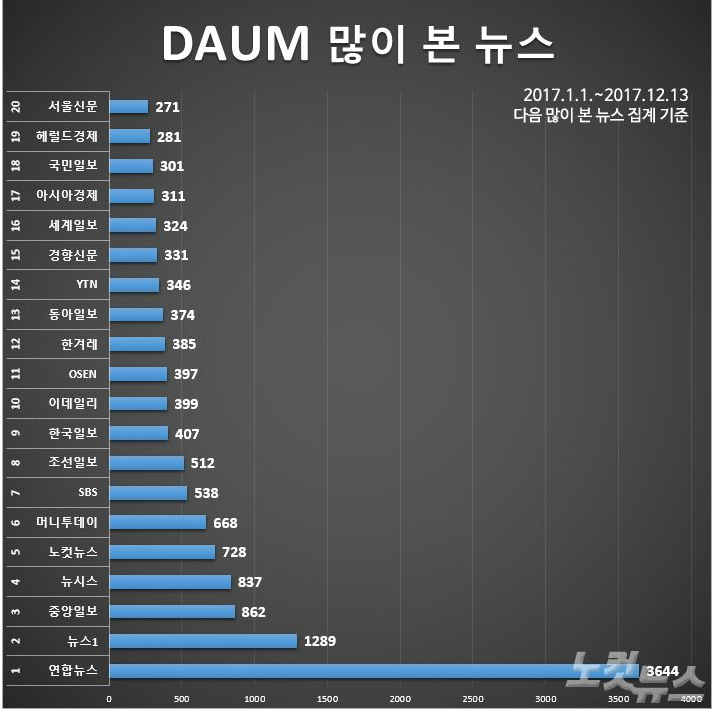 DAUM 많이 본 뉴스
2017.1.1.~2017.12.13
다음 많이 본 뉴스 집계 기준
20 서울신문 271
19 헤럴드경제 281
18 국민일보 301
17 아시아경제 311
16 세계일보 324
15 경향신문 331
14 YTN 346
13 동아일보 374
12 한겨레 385
11 OSEN 397
10 이데일리 399
9 한국일보 407
8 조선일보 512
7 SBS 538
6 머니투데이 668
5 노컷뉴스 728
4 뉴시스 837
3 중앙일보 862
2 뉴스1 1289
1 연합뉴스 3644
노컷뉴스
0 500 1000 1500 2000 2500 3000 3500 4000